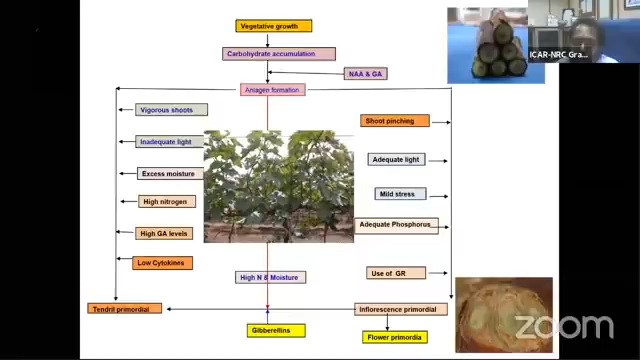 Vegetative growth
Carbohydrate accumulation
NAA & GA
Anlagen formation
Vigorous shoots
Inadequate light
Excess moisture
High nitrogen
High GA levels
Low Cytokines
Tendril primordial
Shoot pinching
Adequate light
Mild stress
Adequate Phosphorus
Use of GR
High N & Moisture
Inflorescence primordial
Gibberellins
Flower primordia
ICAR-NRC Gra...
zoom